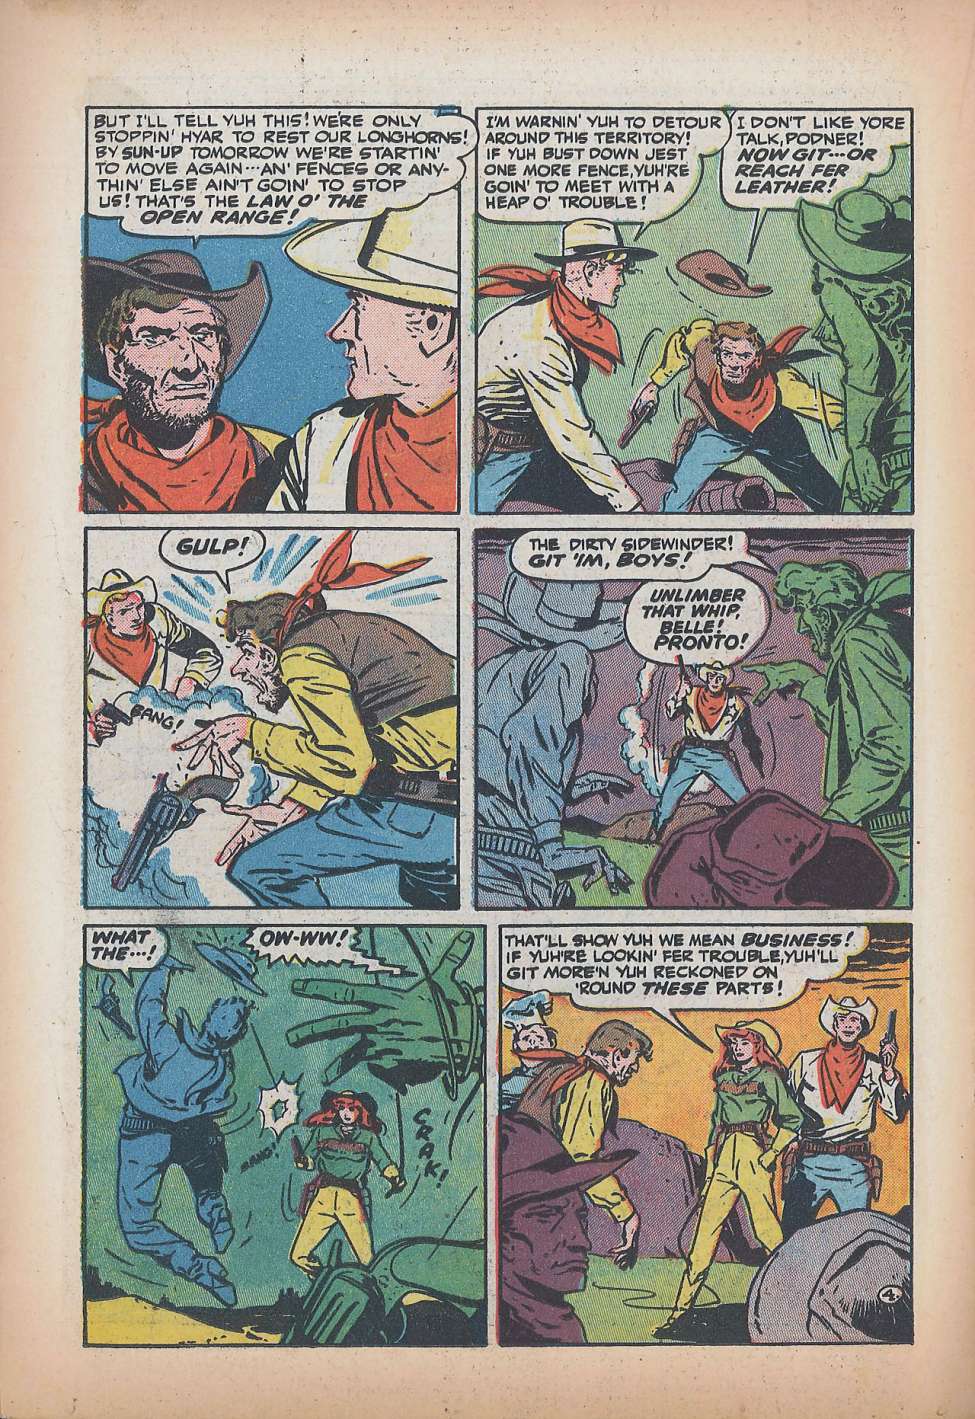 BUT I'LL TELL YUH THIS! WE'RE ONLY
STOPPIN' HYAR TO REST OUR LONGHORNS!
BY SUN-UP TOMORROW WE'RE STARTIN'
TO MOVE AGAIN---AN' FENCES OR ANY-
THIN' ELSE AIN'T GOIN' TO STOP
US! THAT'S THE LAW O' THE
OPEN RANGE!
I'M WARNIN' YUH TO DETOUR
AROUND THIS TERRITORY!
IF YUH BUST DOWN JEST
ONE MORE FENCE, YUH'RE
GOIN' TO MEET WITH A
HEAP O' TROUBLE!
I DON'T LIKE YORE
TALK, PODNER!
NOW GIT---OR
REACH FER
LEATHER!
GULP!
BANG!
THE DIRTY SIDEWINDER!
GIT 'IM, BOYS!
UNLIMBER
THAT WHIP,
BELLE!
PRONTO!
WHAT
THE---!
OW-WW!
BANG!
CRAK!
THAT'LL SHOW YUH WE MEAN BUSINESS!
IF YUH'RE LOOKIN' FER TROUBLE, YUH'LL
GIT MORE'N YUH RECKONED ON
'ROUND THESE PARTS!
4